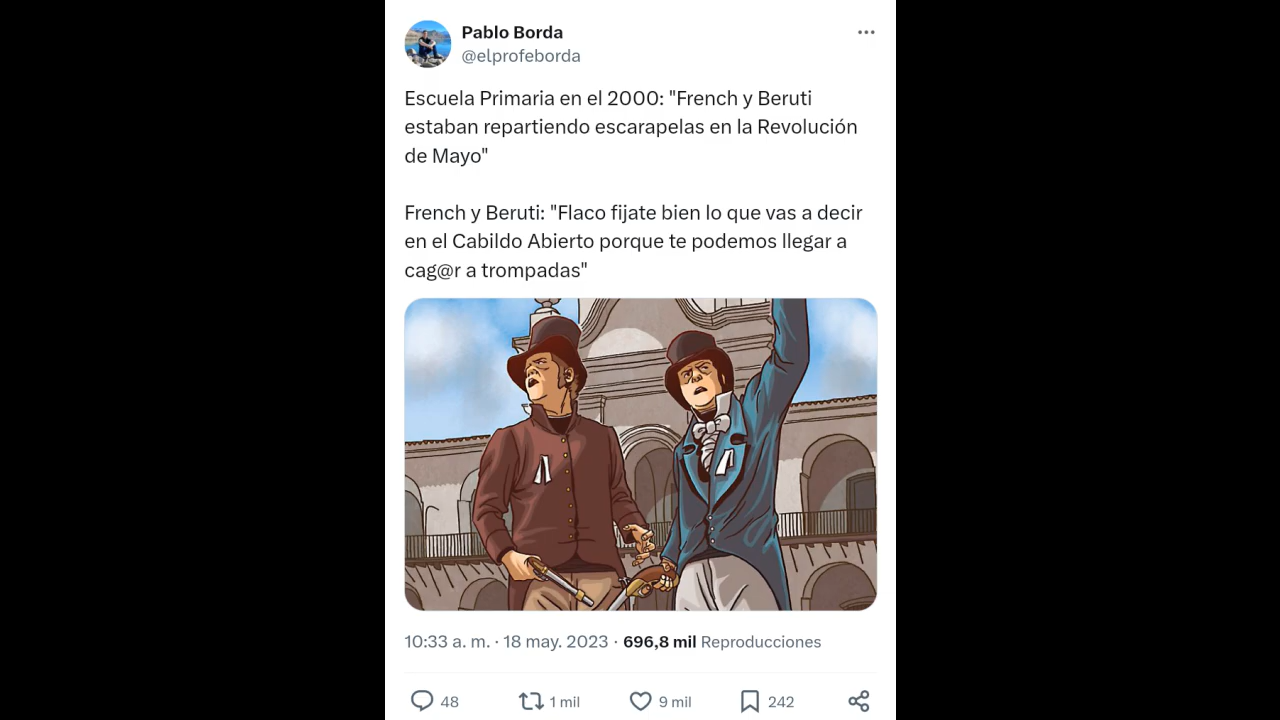 Pablo Borda
@elprofeborda
Escuela Primaria en el 2000: "French y Beruti
estaban repartiendo escarapelas en la Revolución
de Mayo"
French y Beruti: "Flaco fijate bien lo que vas a decir
en el Cabildo Abierto porque te podemos llegar a
cag@r a trompadas"
10:33 a. m. · 18 may. 2023 · 696,8 mil Reproducciones
48 1 mil 9 mil 242